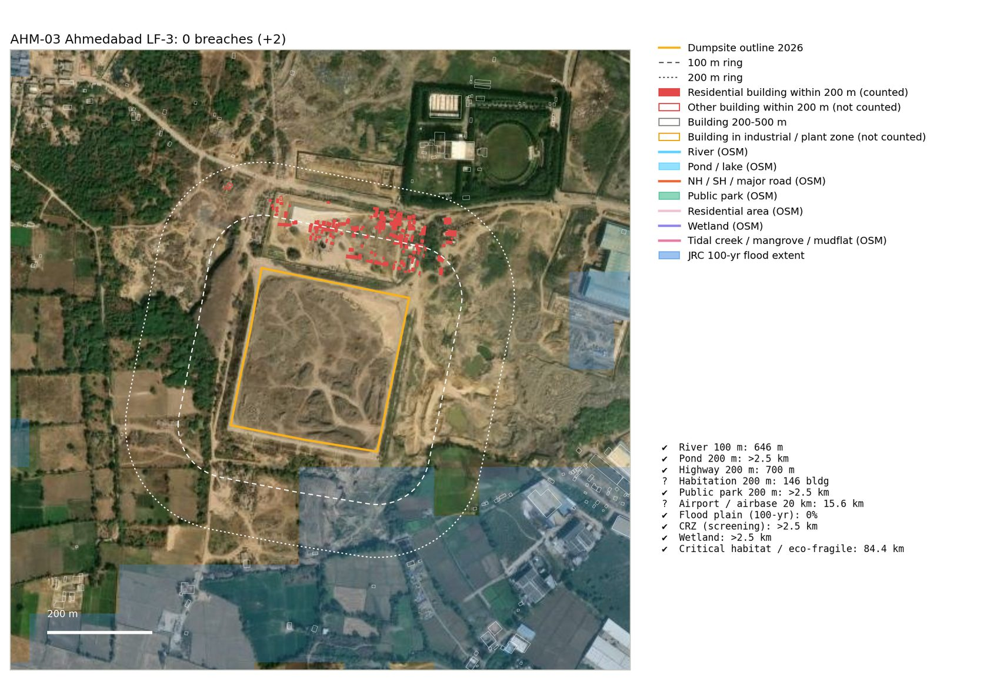 AHM-03 Ahmedabad LF-3: 0 breaches (+2)
Dumpsite outline 2026
100 m ring
200 m ring
Residential building within 200 m (counted)
Other building within 200 m (not counted)
Building 200-500 m
Building in industrial / plant zone (not counted)
River (OSM)
Pond / lake (OSM)
NH / SH / major road (OSM)
Public park (OSM)
Residential area (OSM)
Wetland (OSM)
Tidal creek / mangrove / mudflat (OSM)
JRC 100-yr flood extent
✔ River 100 m: 646 m
✔ Pond 200 m: >2.5 km
✔ Highway 200 m: 700 m
? Habitation 200 m: 146 bldg
✔ Public park 200 m: >2.5 km
? Airport / airbase 20 km: 15.6 km
✔ Flood plain (100-yr): 0%
✔ CRZ (screening): >2.5 km
✔ Wetland: >2.5 km
✔ Critical habitat / eco-fragile: 84.4 km
200 m